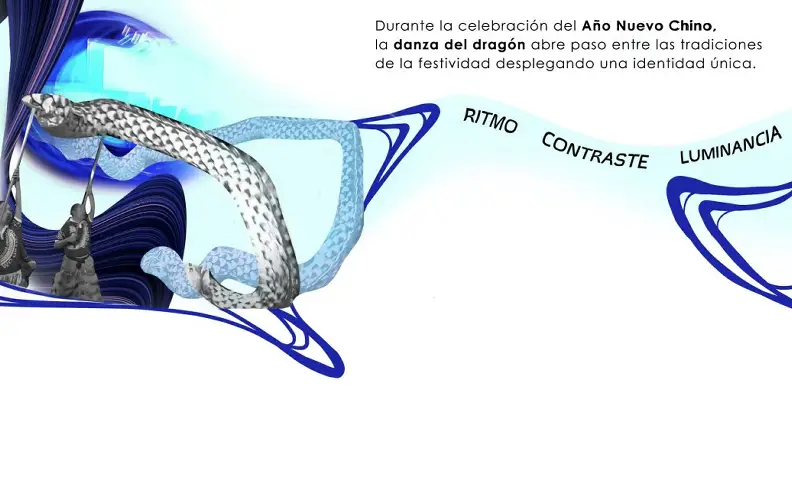 Durante la celebración del Año Nuevo Chino,
la danza del dragón abre paso entre las tradiciones
de la festividad desplegando una identidad única.
RITMO
CONTRASTE
LUMINANCIA